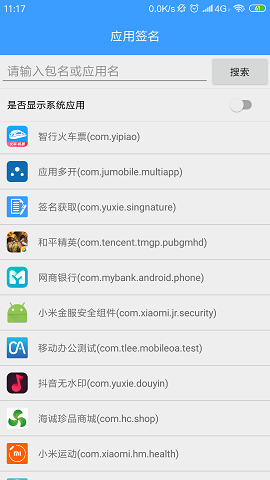 11:17
0.0K/s
4G
61
应用签名
请输入包名或应用名
搜索
是否显示系统应用
智行火车票(com.yipiao)
应用多开(com.jumobile.multiapp)
签名获取(com.yuxie.singnature)
和平精英(com.tencent.tmgp.pubgmhd)
网商银行(com.mybank.android.phone)
小米金服安全组件(com.xiaomi.jr.security)
移动办公测试(com.tlee.mobileoa.test)
抖音无水印(com.yuxie.douyin)
海诚珍品商城(com.hc.shop)
小米运动(com.xiaomi.hm.health)